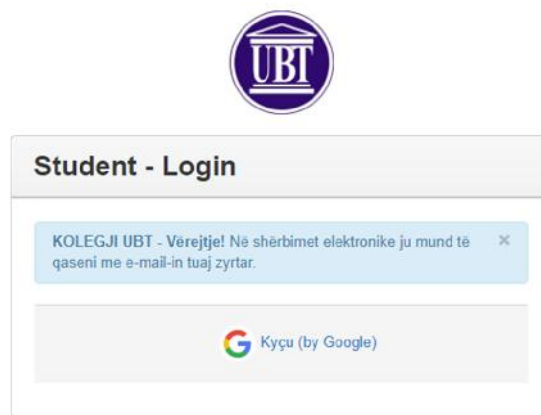 UBT
Student - Login
KOLEGJI UBT - Vërejtje! Në shërbimet elektronike ju mund të ×
qaseni me e-mail-in tuaj zyrtar.
Kyçu (by Google)